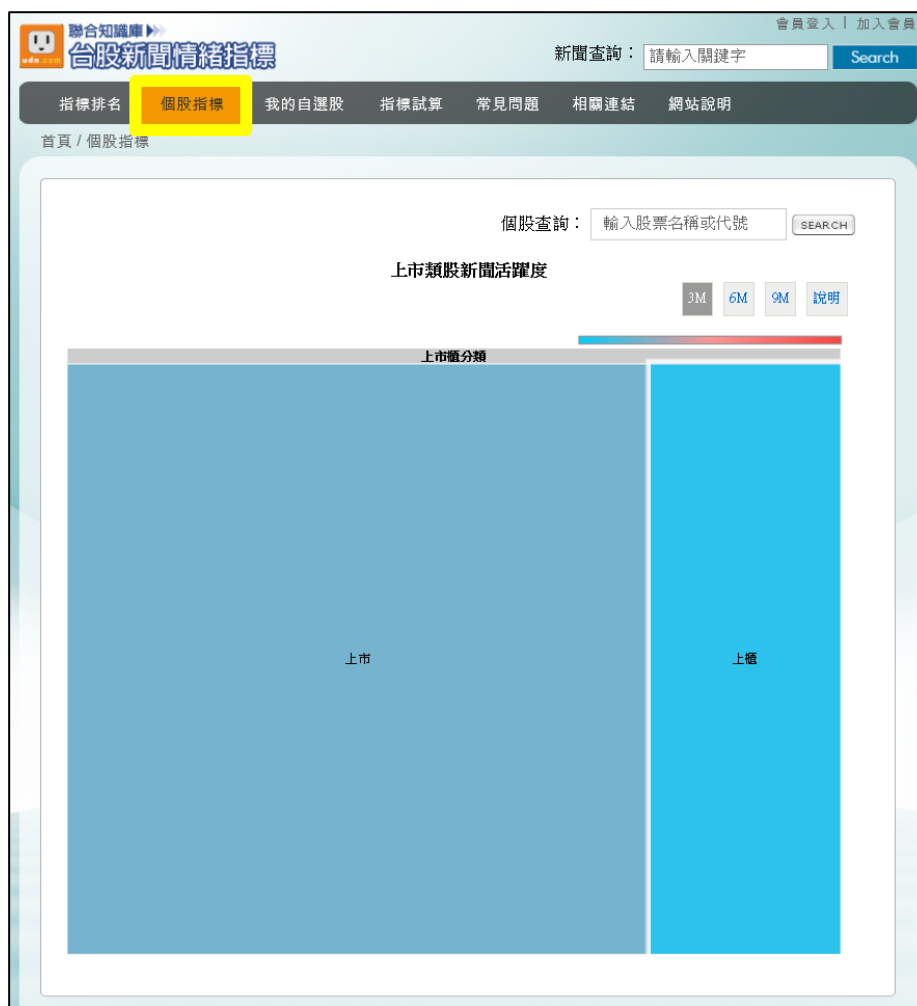 會員登入 | 加入會員
聯合知識庫
udn.com
台股新聞情緒指標
新聞查詢：請輸入關鍵字 Search
指標排名 個股指標 我的自選股 指標試算 常見問題 相關連結 網站說明
首頁 / 個股指標
個股查詢：輸入股票名稱或代號 SEARCH
上市類股新聞活躍度
3M 6M 9M 說明
上市櫃分類
上市 上櫃